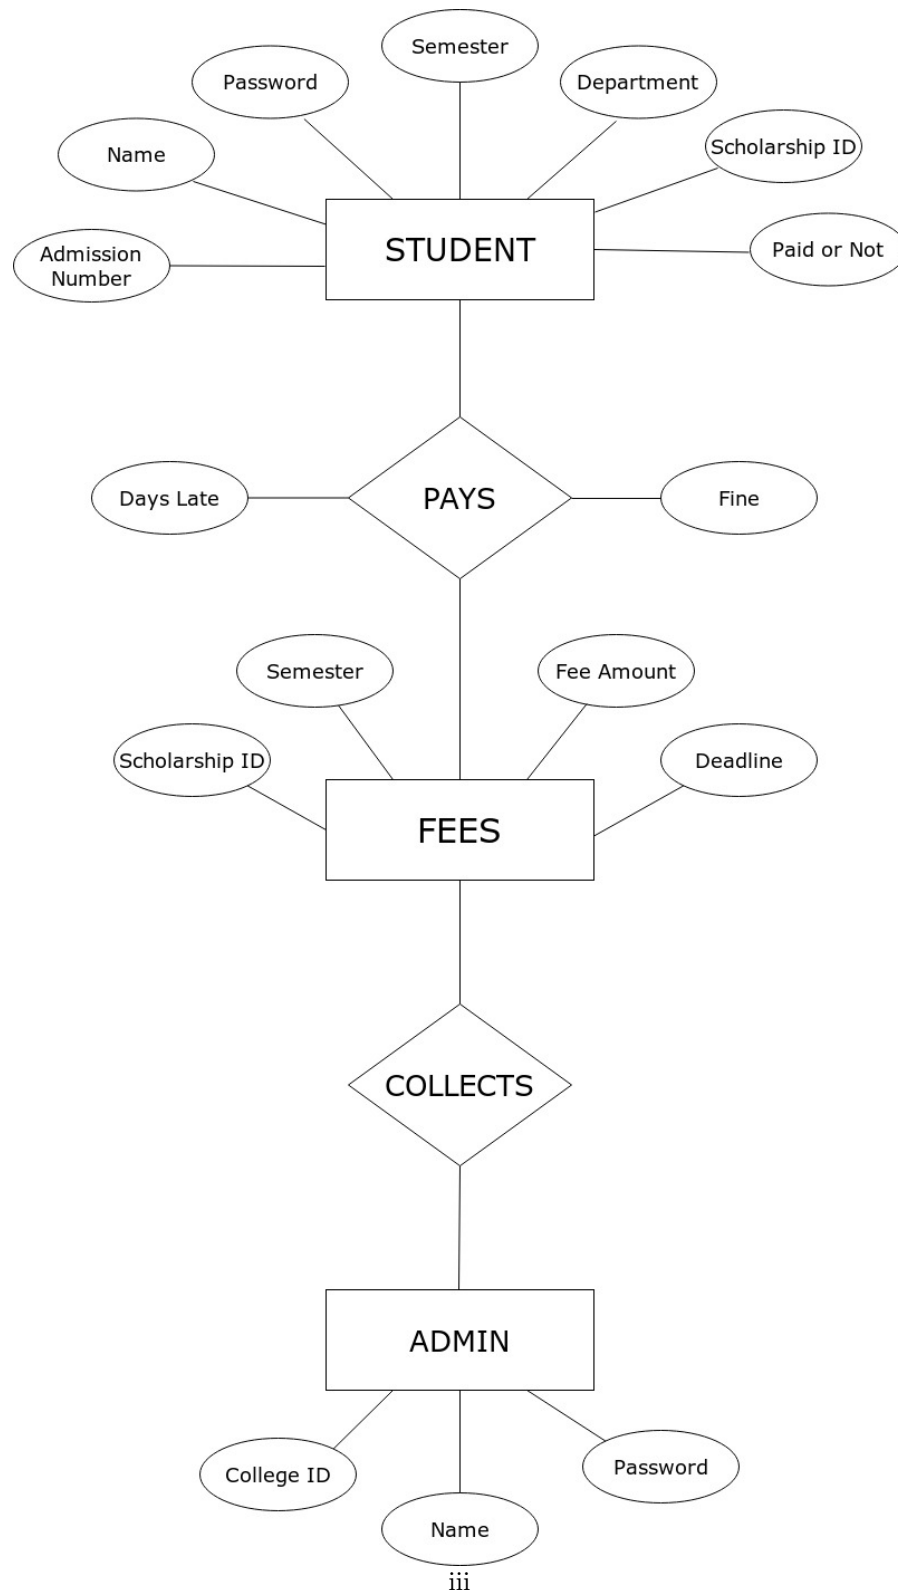 Semester
Password
Department
Name
Scholarship ID
Admission
Number
STUDENT
Paid or Not
Days Late
PAYS
Fine
Semester
Fee Amount
Scholarship ID
Deadline
FEES
COLLECTS
ADMIN
College ID
Password
Name
iii